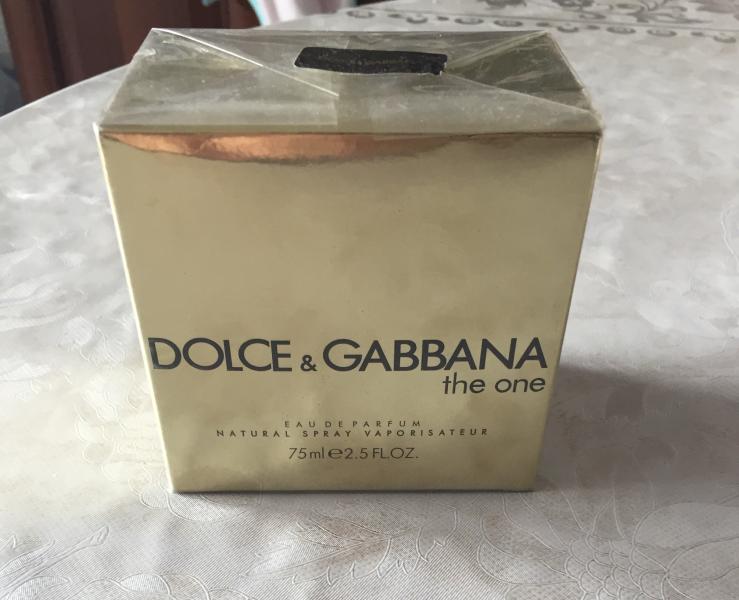 DOLCE & GABBANA
the one
EAU DE PARFUM
NATURAL SPRAY VAPORISATEUR
75ml e 2.5 FL.OZ.